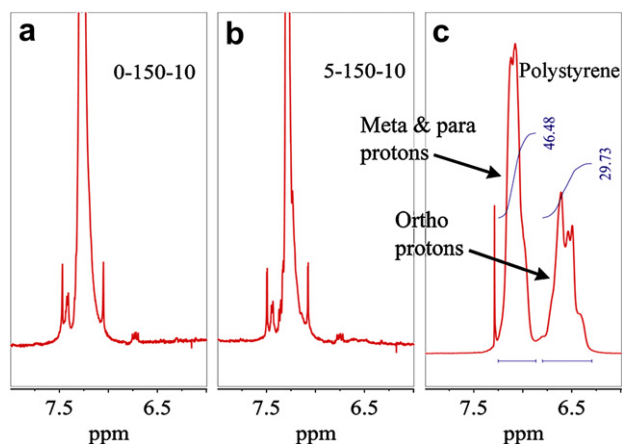 a
0-150-10
7.5
6.5
ppm
b
5-150-10
7.5
6.5
ppm
c
Polystyrene
Meta & para
protons
46.48
29.73
Ortho
protons
7.5
6.5
ppm